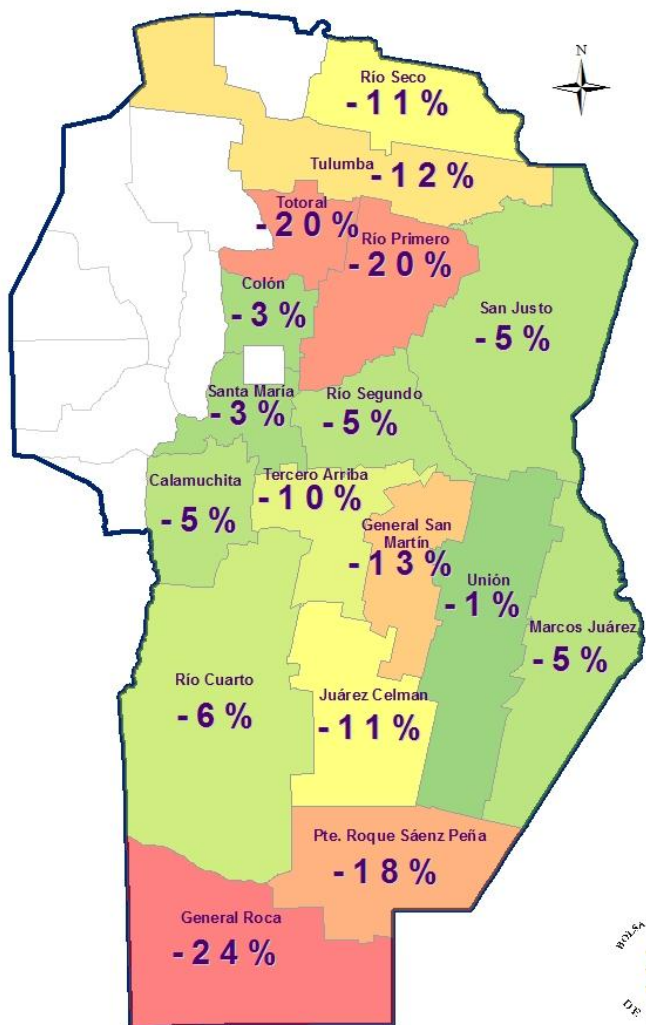 N
Río Seco
- 11 %
Tulumba
- 12 %
Totoral
- 20 %
Río Primero
- 20 %
Colón
- 3 %
San Justo
- 5 %
Santa María
- 3 %
Río Segundo
- 5 %
Calamuchita
- 5 %
Tercero Arriba
- 10 %
General San
Martín
- 13 %
Unión
- 1 %
Marcos Juárez
- 5 %
Río Cuarto
- 6 %
Juárez Celman
- 11 %
Pte. Roque Sáenz Peña
- 18 %
General Roca
- 24 %
BOLSA
DE